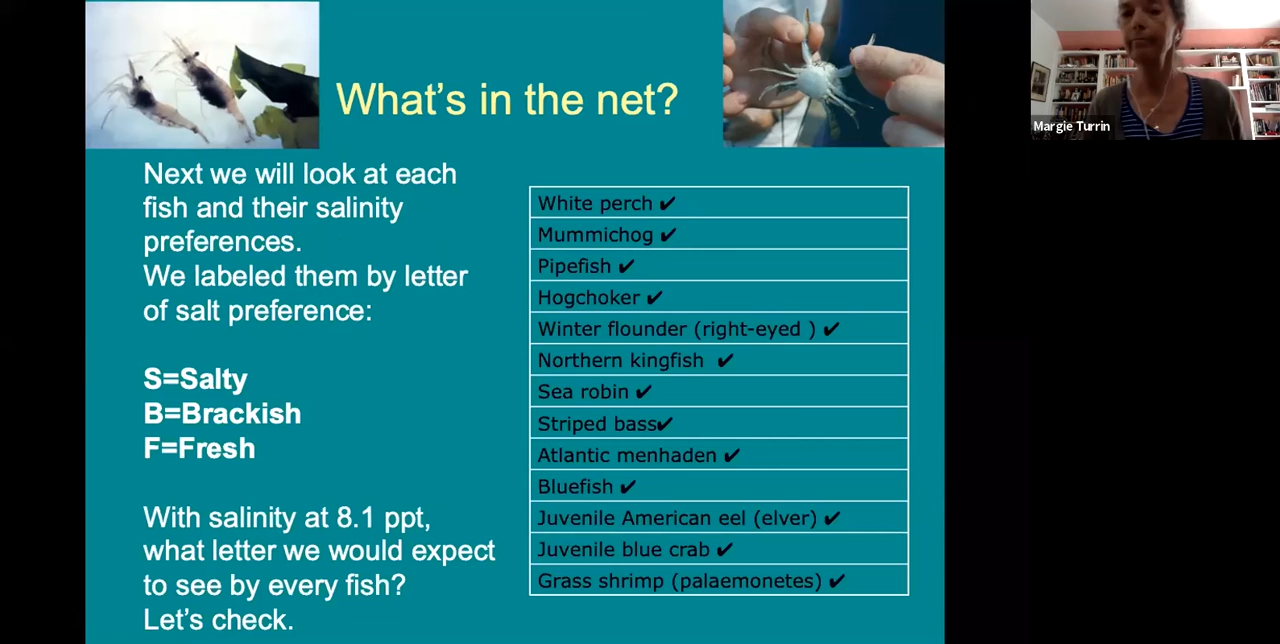 What's in the net?
Margie Turrin
Next we will look at each
fish and their salinity
preferences.
We labeled them by letter
of salt preference:
S=Salty
B=Brackish
F=Fresh
With salinity at 8.1 ppt,
what letter we would expect
to see by every fish?
Let's check.
White perch ✔
Mummichog ✔
Pipefish ✔
Hogchoker ✔
Winter flounder (right-eyed ) ✔
Northern kingfish ✔
Sea robin ✔
Striped bass✔
Atlantic menhaden ✔
Bluefish ✔
Juvenile American eel (elver) ✔
Juvenile blue crab ✔
Grass shrimp (palaemonetes) ✔